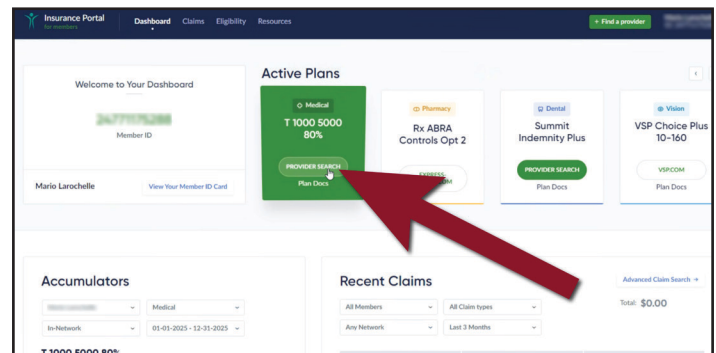 Insurance Portal
for members
Dashboard Claims Eligibility Resources
+ Find a provider
Welcome to Your Dashboard
Member ID
Mario Larochelle
View Your Member ID Card
Active Plans
Medical
T 1000 5000
80%
PROVIDER SEARCH
Plan Docs
Pharmacy
Rx ABRA
Controls Opt 2
Dental
Summit
Indemnity Plus
PROVIDER SEARCH
Plan Docs
Vision
VSP Choice Plus
10-160
VSP.COM
Plan Docs
Accumulators
Medical
In-Network
01-01-2025 - 12-31-2025
T 1000 5000 80%
Recent Claims
Advanced Claim Search →
All Members
All Claim types
Total: $0.00
Any Network
Last 3 Months